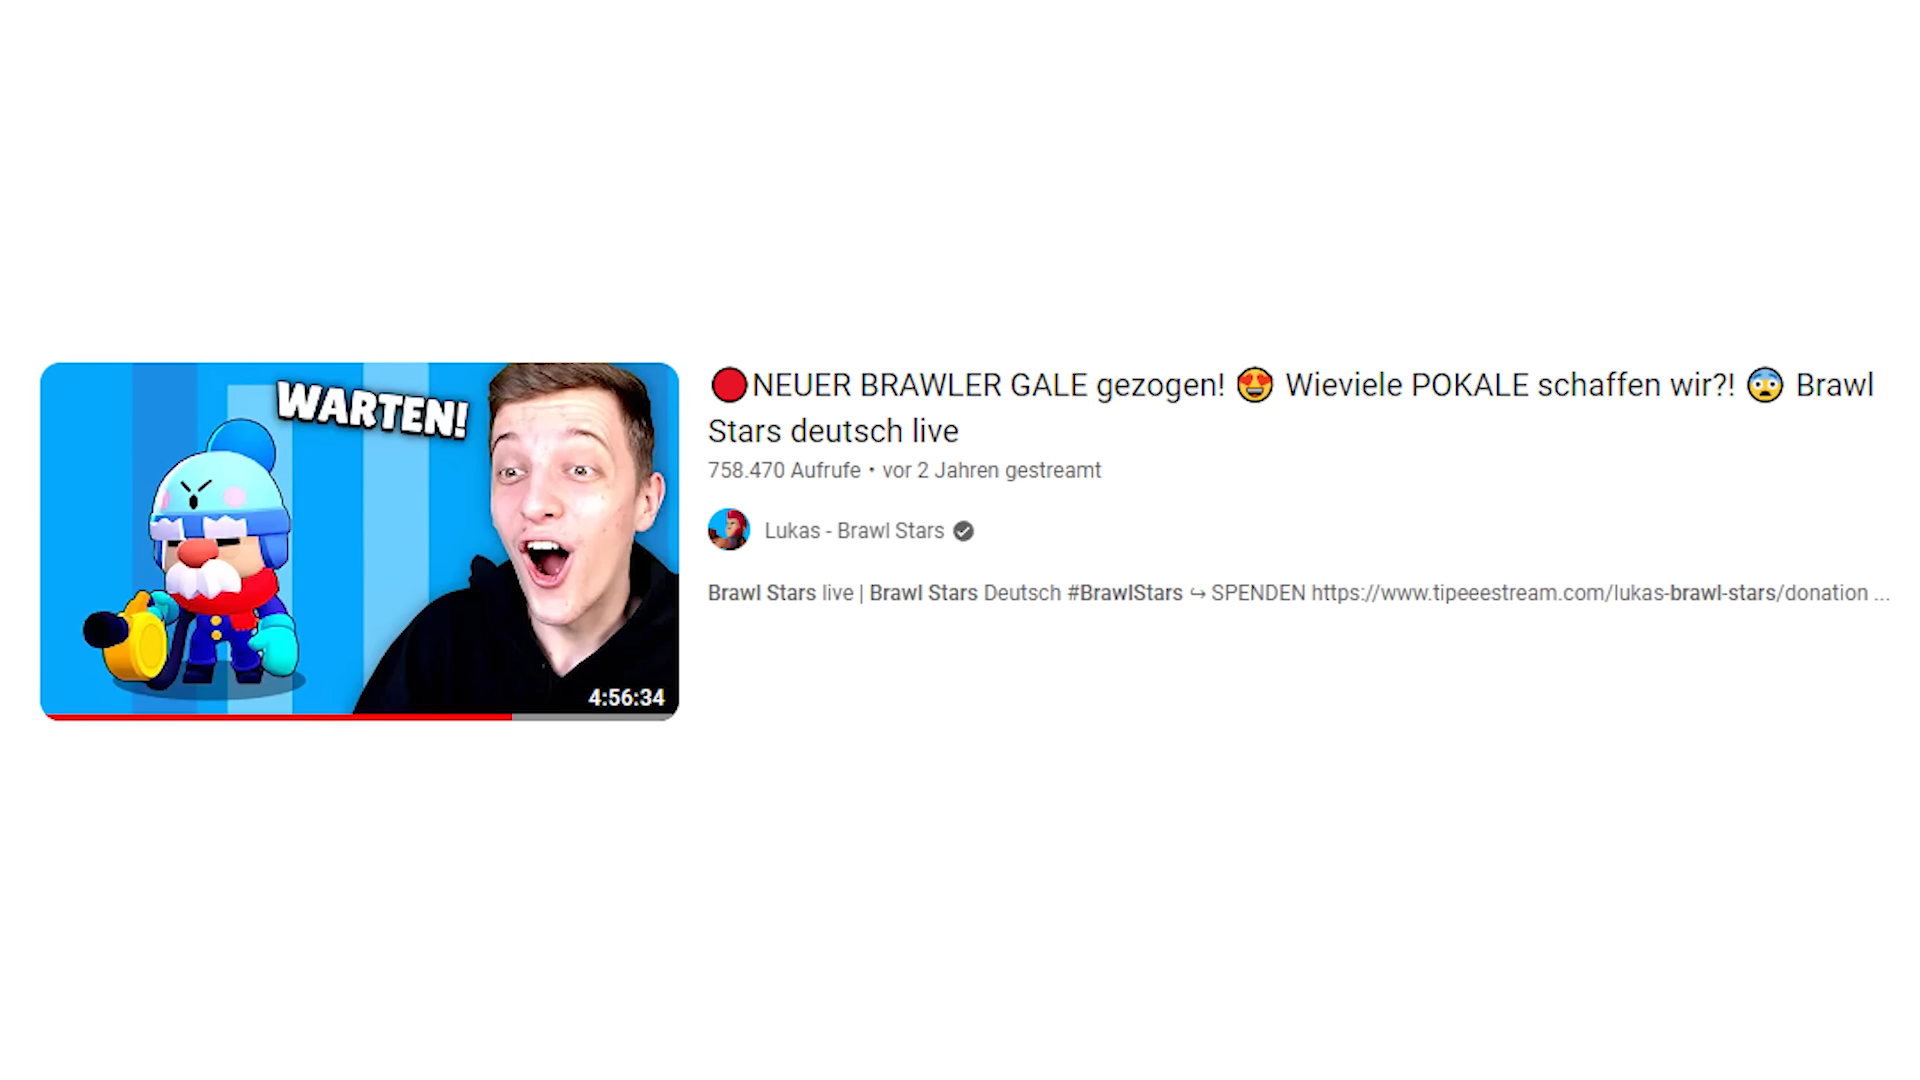 WARTEN!
4:56:34
🔴NEUER BRAWLER GALE gezogen! 😍 Wieviele POKALE schaffen wir?! 😨 Brawl
Stars deutsch live
758.470 Aufrufe • vor 2 Jahren gestreamt
Lukas - Brawl Stars
Brawl Stars live | Brawl Stars Deutsch #BrawlStars ↪ SPENDEN https://www.tipeeestream.com/lukas-brawl-stars/donation ...